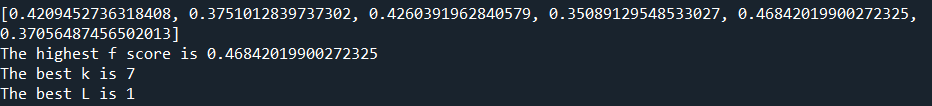 [0.4209452736318408, 0.3751012839737302, 0.4260391962840579, 0.35089129548533027, 0.46842019900272325,
0.37056487456502013]
The highest f score is 0.46842019900272325
The best k is 7
The best L is 1